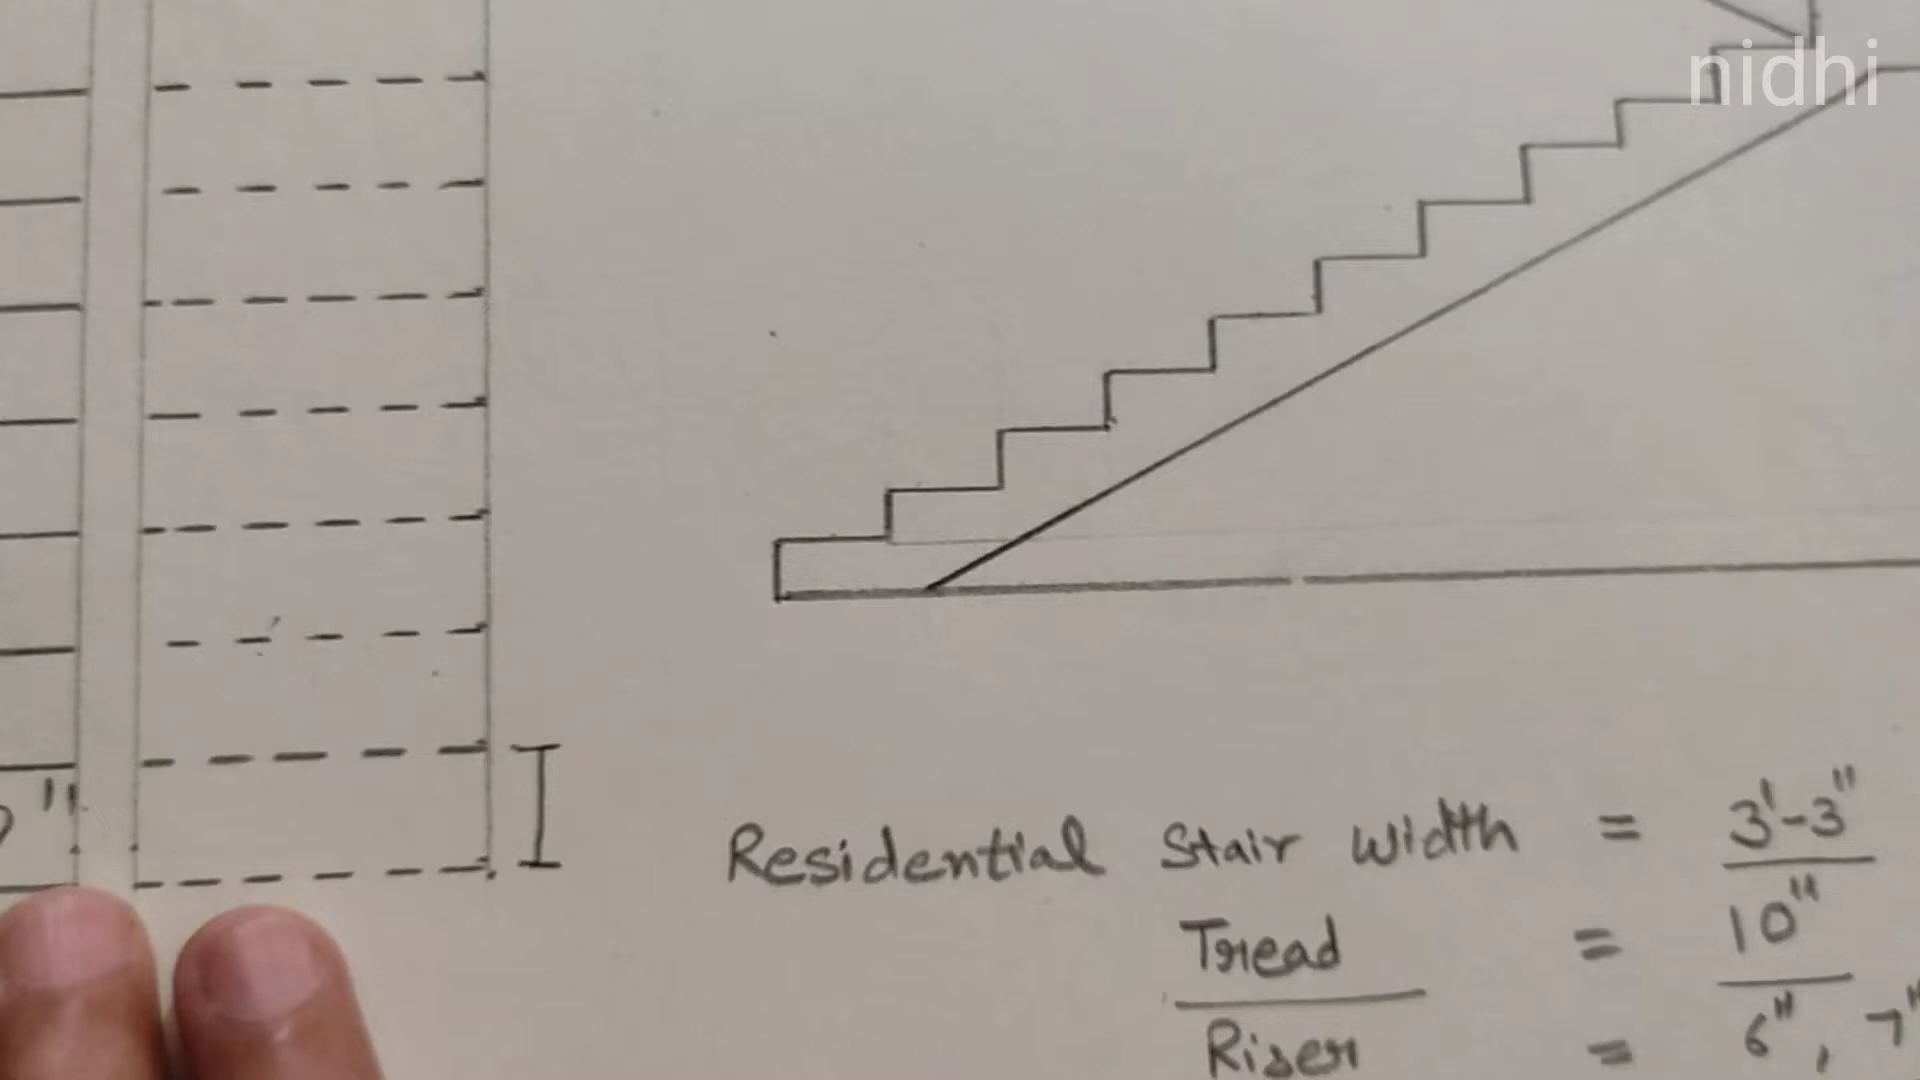 nidhi
"
Residential Stair Width = 3'-3"
Tread = 10"
Riser = 6", 7"